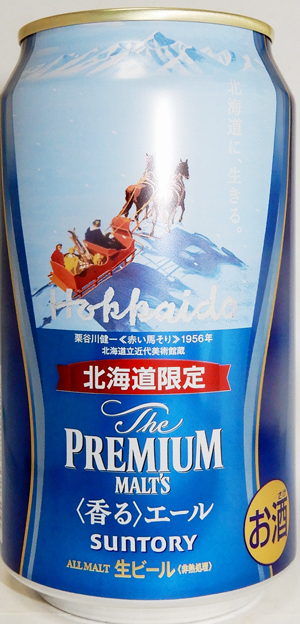 北海道に、生きる。
Hokkaido
栗谷川健一≪赤い馬そり≫1956年
北海道立近代美術館蔵
北海道限定
The
PREMIUM
MALT'S
〈香る〉エール
SUNTORY
ALL MALT 生ビール〈非熱処理〉
お酒